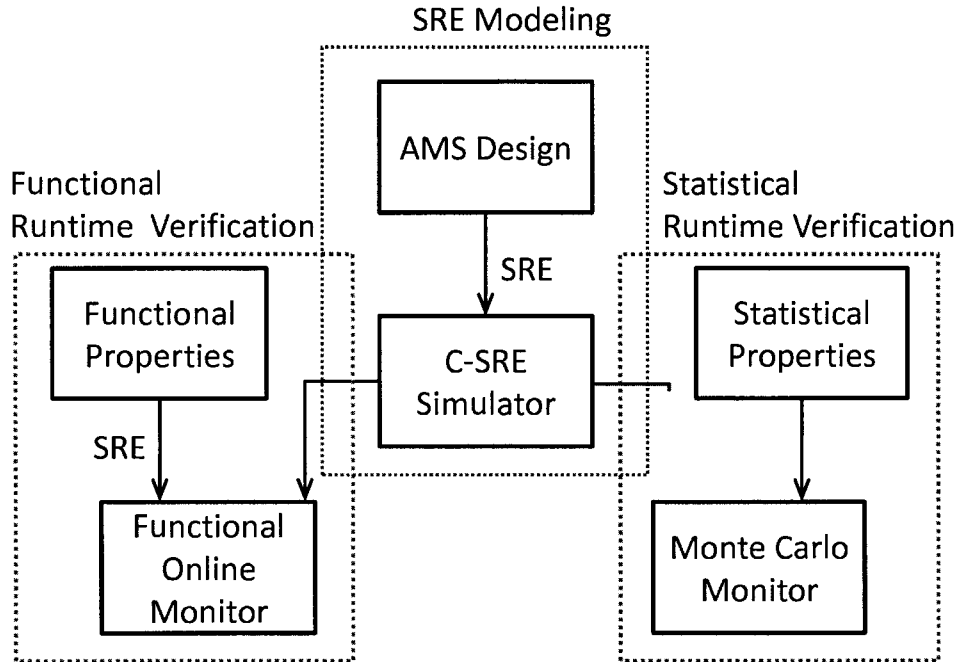 SRE Modeling
AMS Design
Functional
Runtime Verification
Statistical
Runtime Verification
SRE
Functional
Properties
C-SRE
Simulator
Statistical
Properties
SRE
Functional
Online
Monitor
Monte Carlo
Monitor